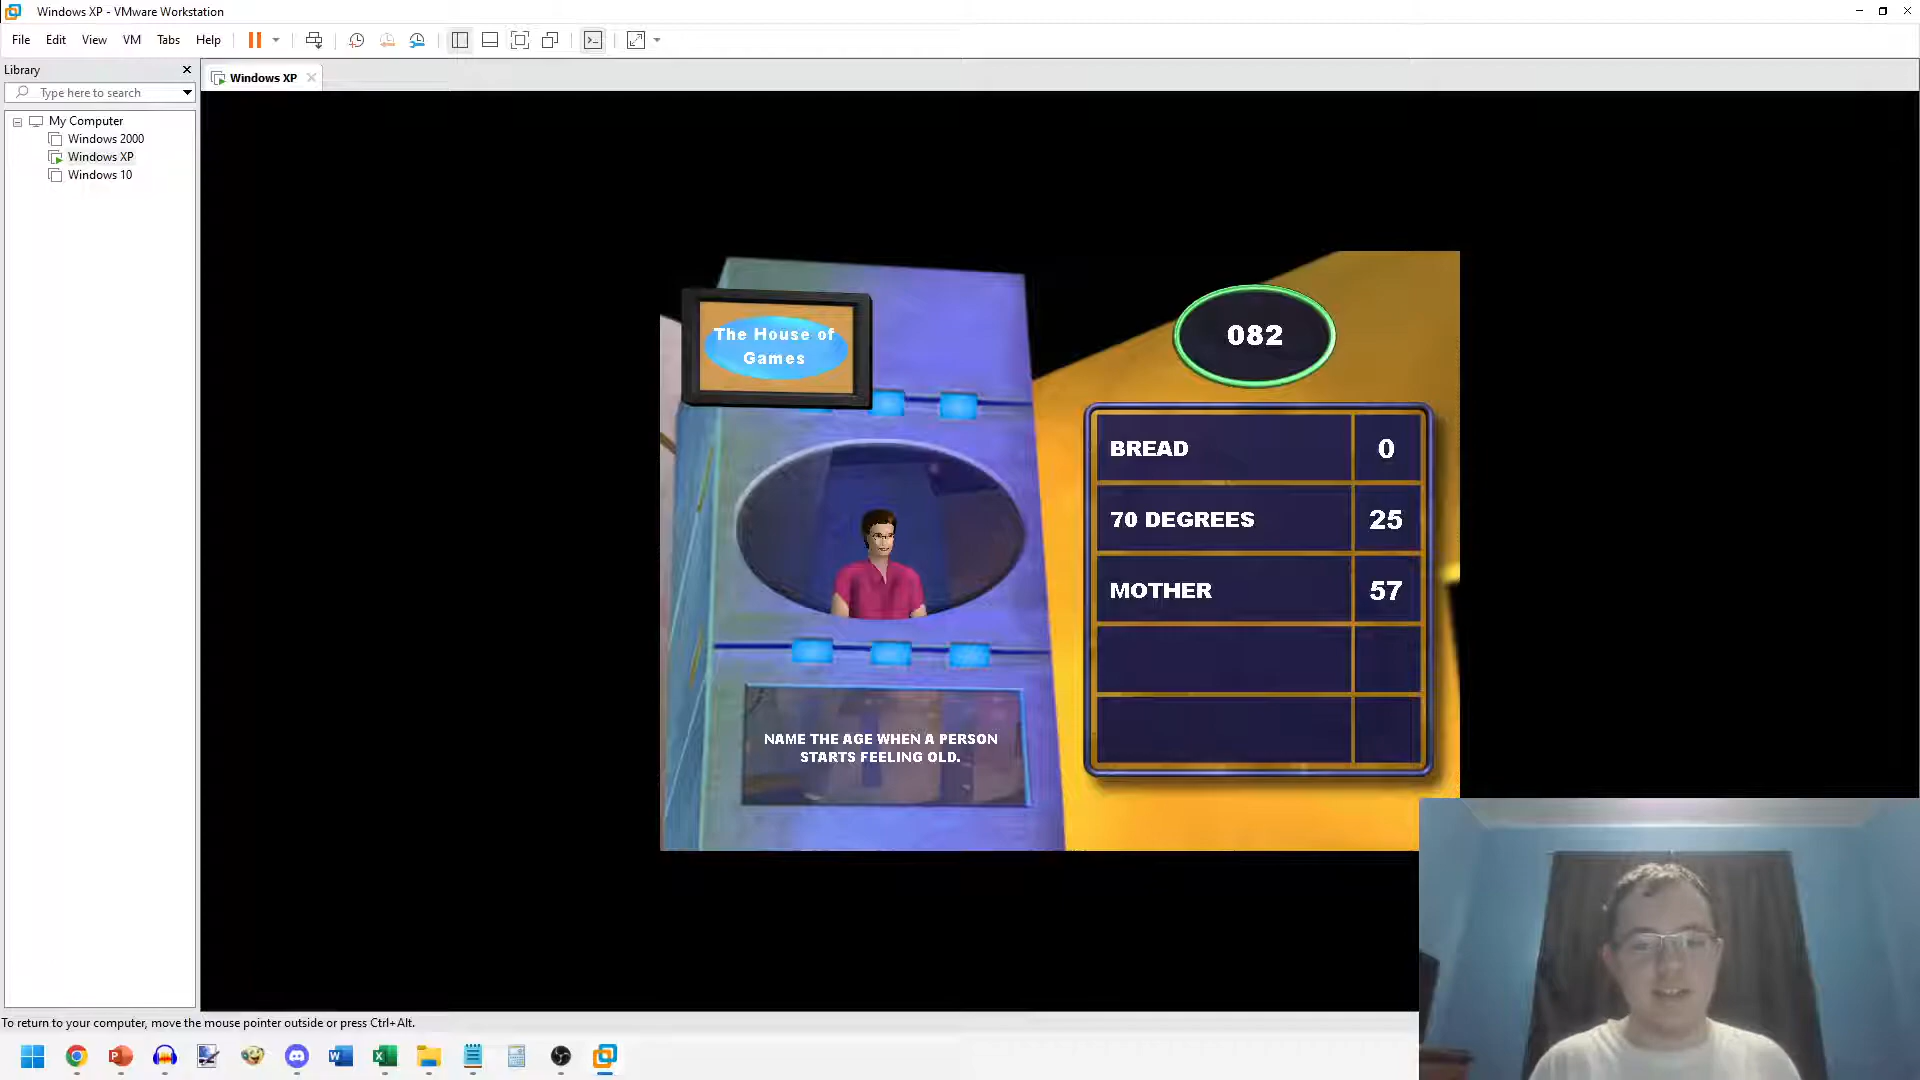 Windows XP - VMware Workstation
File Edit View VM Tabs Help
Library
Type here to search
My Computer
Windows 2000
Windows XP
Windows 10
Windows XP
The House of
Games
082
BREAD 0
70 DEGREES 25
MOTHER 57
NAME THE AGE WHEN A PERSON
STARTS FEELING OLD.
To return to your computer, move the mouse pointer outside or press Ctrl+Alt.